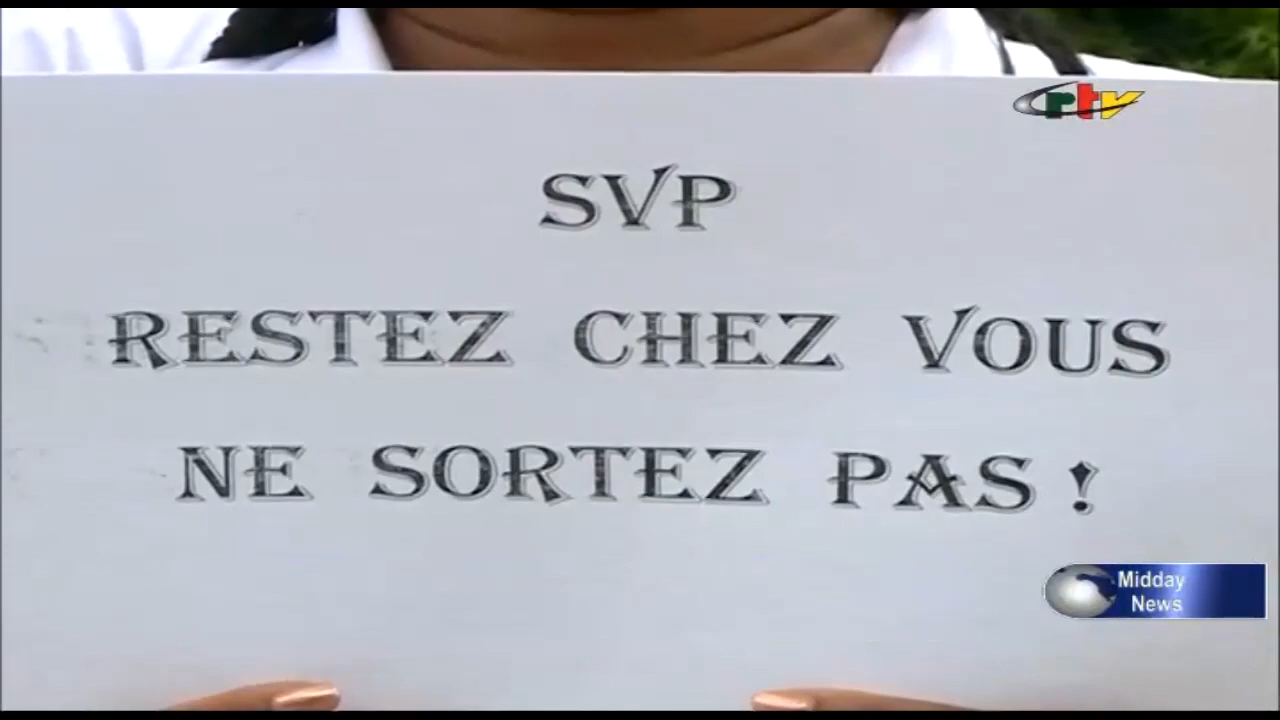 crtv
SVP
RESTEZ CHEZ VOUS
NE SORTEZ PAS !
Midday
News